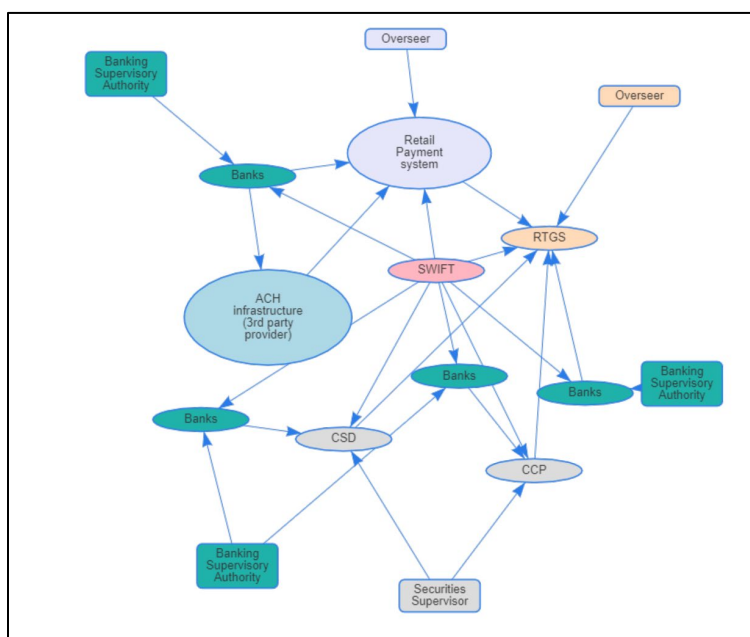 Overseer
Banking
Supervisory
Authority
Overseer
Retail
Payment
system
Banks
RTGS
SWIFT
ACH
infrastructure
(3rd party
provider)
Banks
Banks
Banking
Supervisory
Authority
Banks
CSD
CCP
Banking
Supervisory
Authority
Securities
Supervisor